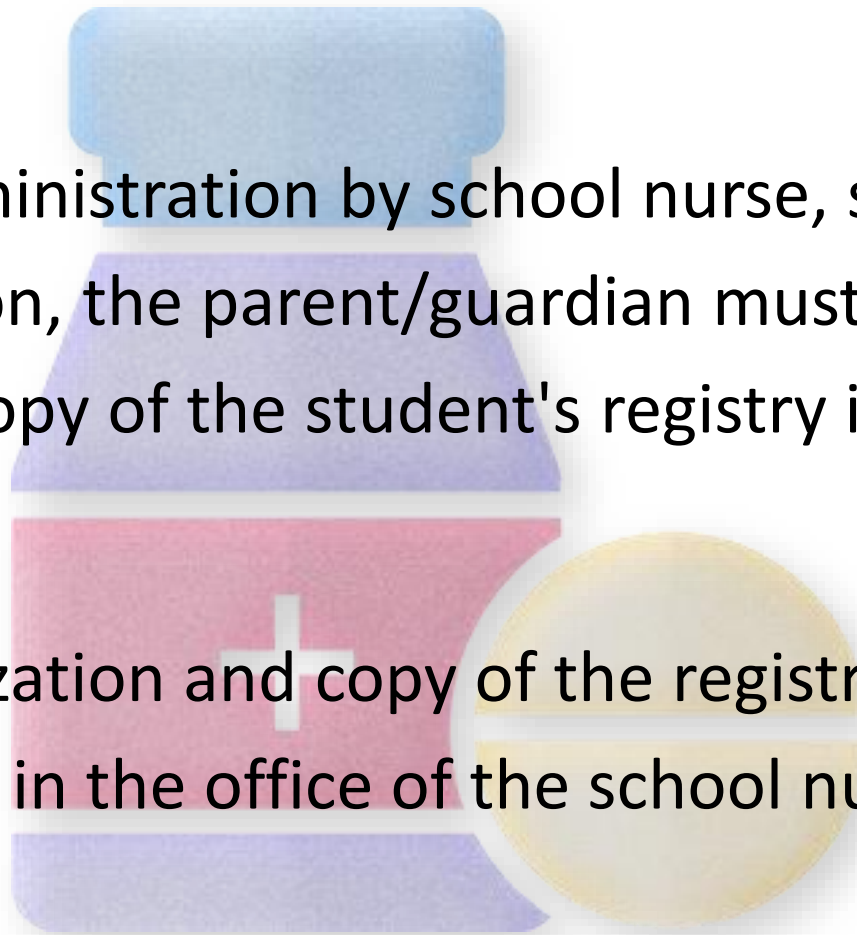 ministration by school nurse, s
on, the parent/guardian must
opy of the student's registry i
zation and copy of the registr
in the office of the school nu